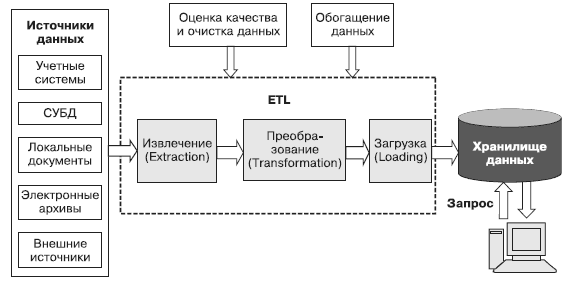 Источники
данных
Учетные
системы
СУБД
Локальные
документы
Электронные
архивы
Внешние
источники
Оценка качества
и очистка данных
Обогащение
данных
ETL
Извлечение
(Extraction)
Преобра-
зование
(Transformation)
Загрузка
(Loading)
Хранилище
данных
Запрос